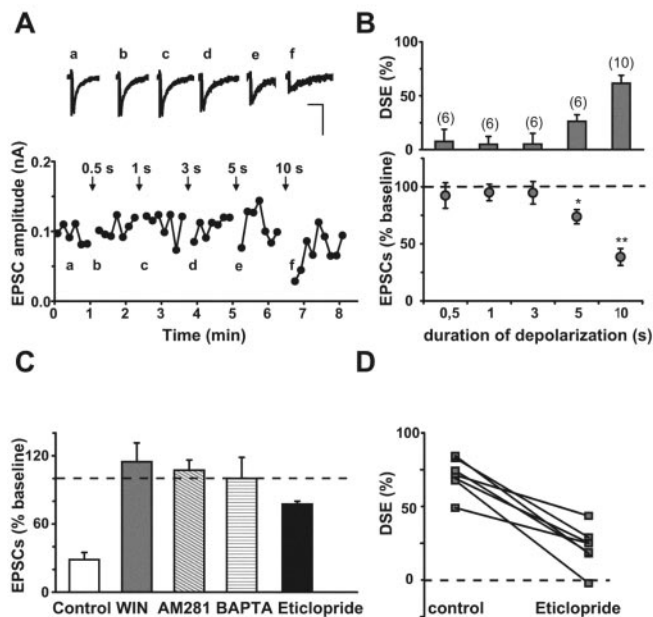 A
a b c d e f
EPSC amplitude (nA)
0.2
0.1
0.0
0.5 s 1 s 3 s 5 s 10 s
a b c d e f
0 1 2 3 4 5 6 7 8
Time (min)
B
DSE (%)
100
50
0
(6) (6) (6) (6) (10)
EPSCs (% baseline)
100
50
0
*
**
0,5 1 3 5 10
duration of depolarization (s)
C
EPSCs (% baseline)
120
60
0
Control WIN AM281 BAPTA Eticlopride
D
DSE (%)
100
50
0
control Eticlopride